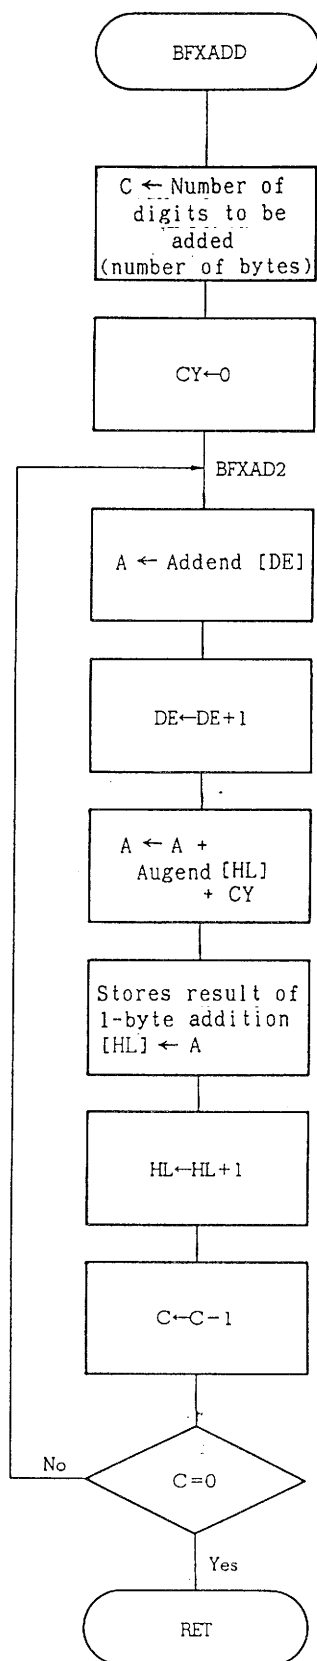 BFXADD
C ← Number of
digits to be
added
(number of bytes)
CY←0
BFXAD2
A ← Addend [DE]
DE←DE+1
A ← A +
Augend [HL]
+ CY
Stores result of
1-byte addition
[HL] ← A
HL←HL+1
C←C-1
C=0
No
Yes
RET